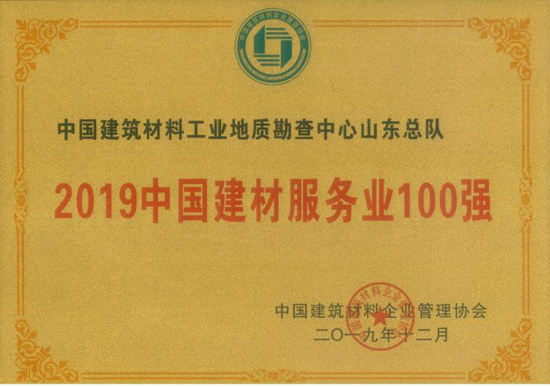 中国建筑材料工业地质勘查中心山东总队
2019中国建材服务业100强
中国建筑材料企业管理协会
二〇一九年十二月